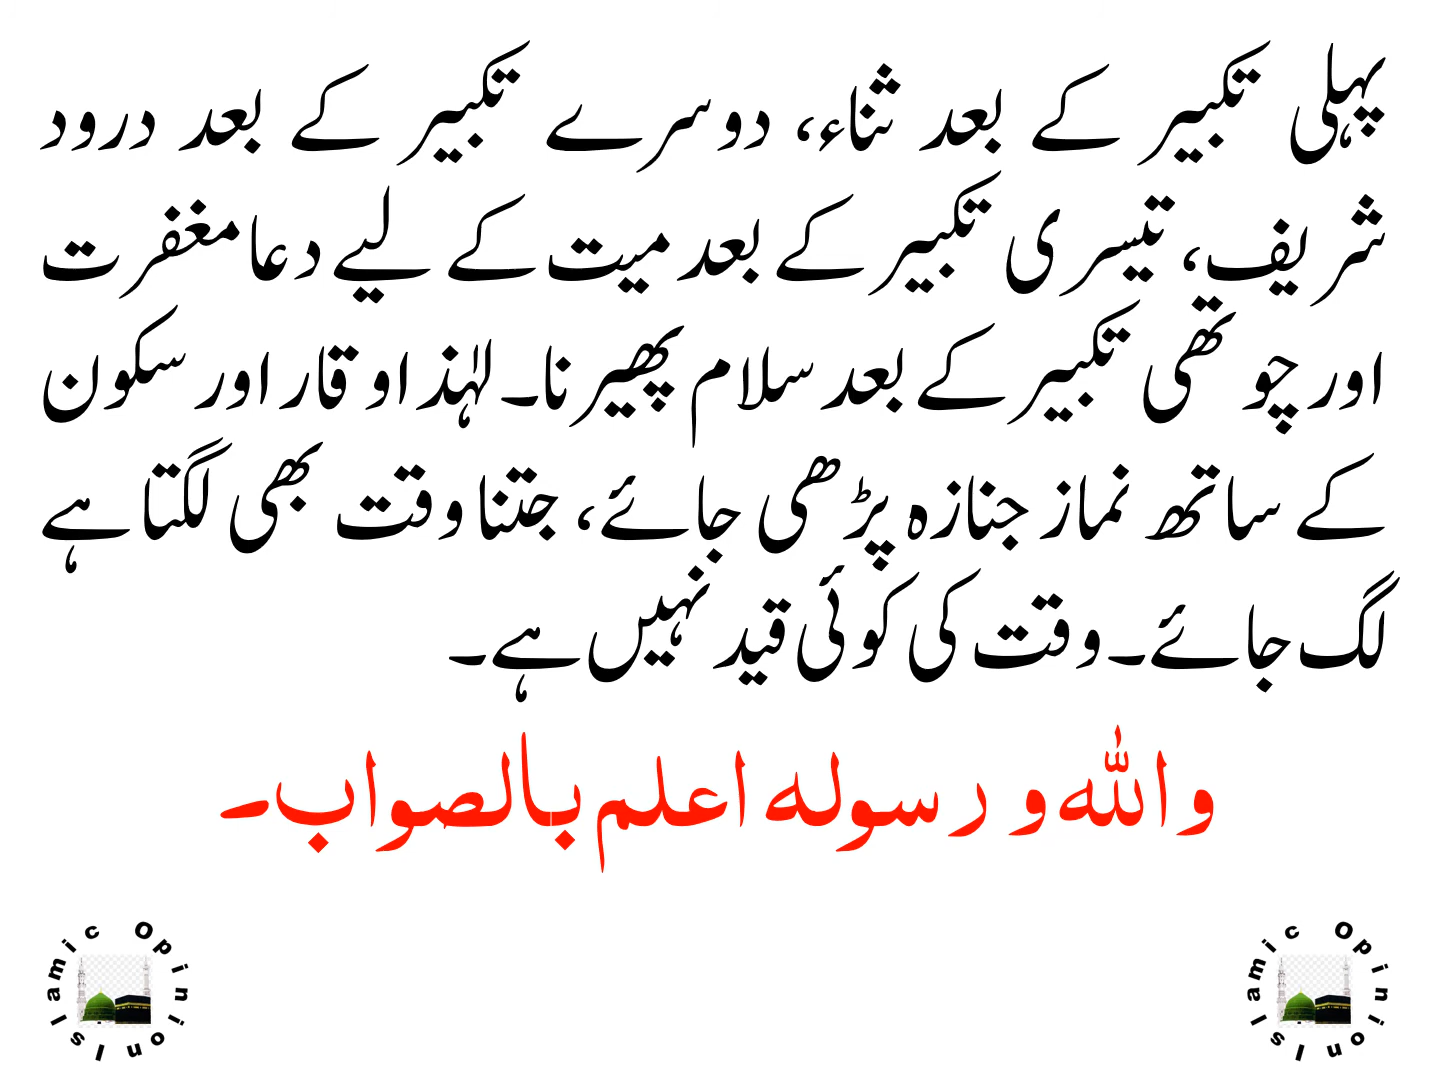 پہلی تکبیر کے بعد ثناء، دوسرے تکبیر کے بعد درود
شریف، تیسری تکبیر کے بعد میت کے لیے دعا مغفرت
اور چوتھی تکبیر کے بعد سلام پھیرنا۔ لہٰذا وقار اور سکون
کے ساتھ نماز جنازہ پڑھی جائے، جتنا وقت بھی لگتا ہے
لگ جائے۔ وقت کی کوئی قید نہیں ہے۔
واللہ و رسولہ اعلم بالصواب۔
Islamic Opinion
Islamic Opinion